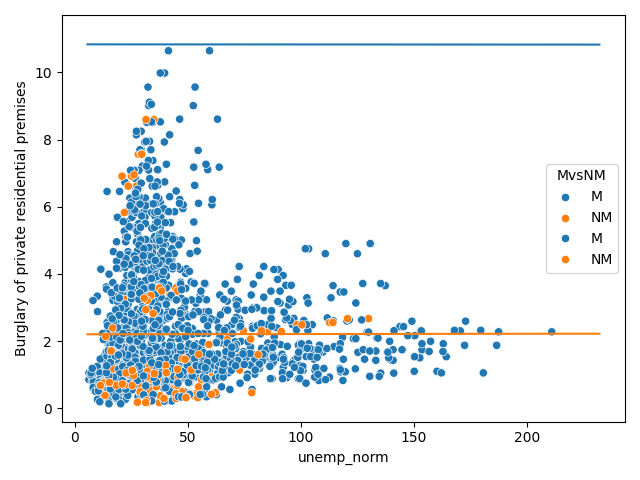 10
8
6
4
2
0
Burglary of private residential premises
MvsNM
M
NM
M
NM
0 50 100 150 200
unemp_norm